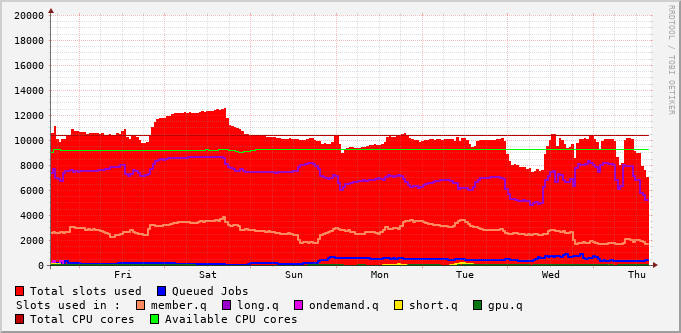 20000
18000
16000
14000
12000
10000
8000
6000
4000
2000
0
Fri Sat Sun Mon Tue Wed Thu
RRDTOOL / TOBI OETIKER
Total slots used Queued Jobs
Slots used in : member.q long.q ondemand.q short.q gpu.q
Total CPU cores Available CPU cores